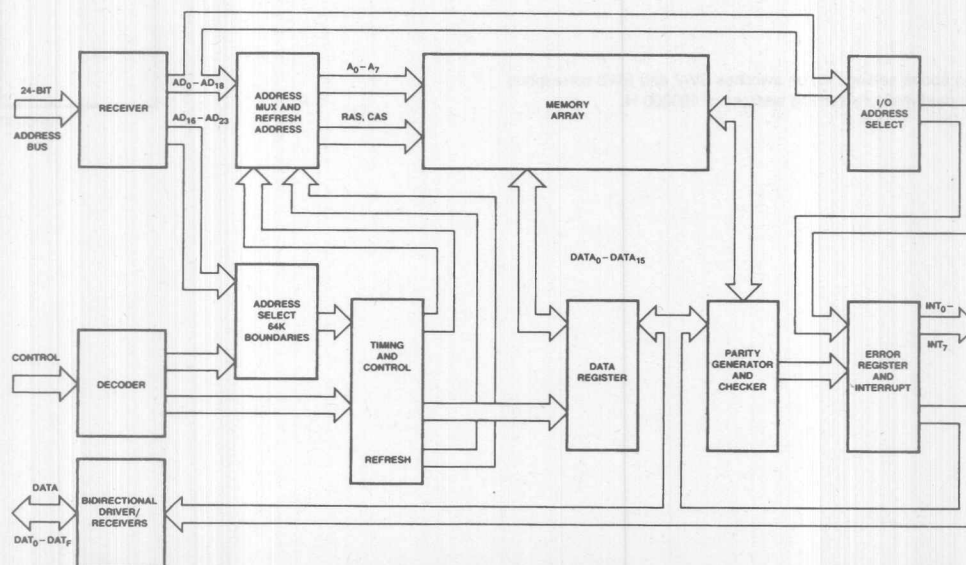 24-BIT
ADDRESS
BUS
RECEIVER
AD0–AD18
AD16–AD23
ADDRESS
MUX AND
REFRESH
ADDRESS
A0–A7
RAS, CAS
MEMORY
ARRAY
I/O
ADDRESS
SELECT
DATA0–DATA15
CONTROL
DECODER
ADDRESS
SELECT
64K
BOUNDARIES
TIMING
AND
CONTROL
REFRESH
DATA
REGISTER
PARITY
GENERATOR
AND
CHECKER
ERROR
REGISTER
AND
INTERRUPT
INT0–
INT7
DATA
DAT0–DATF
BIDIRECTIONAL
DRIVER/
RECEIVERS